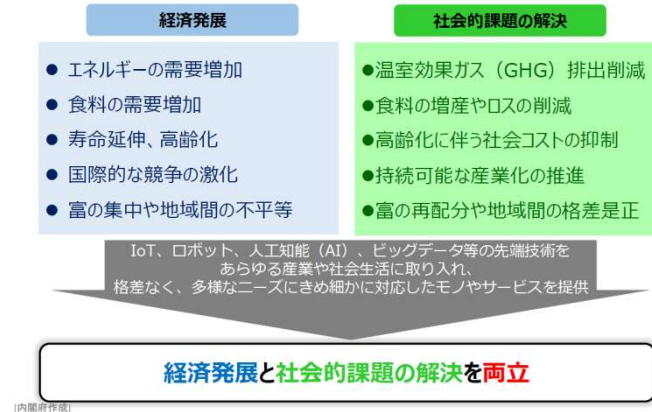 経済発展
● エネルギーの需要増加
● 食料の需要増加
● 寿命延伸、高齢化
● 国際的な競争の激化
● 富の集中や地域間の不平等
社会的課題の解決
●温室効果ガス（GHG）排出削減
●食料の増産やロスの削減
●高齢化に伴う社会コストの抑制
●持続可能な産業化の推進
●富の再配分や地域間の格差是正
IoT、ロボット、人工知能（AI）、ビッグデータ等の先端技術を
あらゆる産業や社会生活に取り入れ、
格差なく、多様なニーズにきめ細かに対応したモノやサービスを提供
経済発展と社会的課題の解決を両立
[内閣府作成]